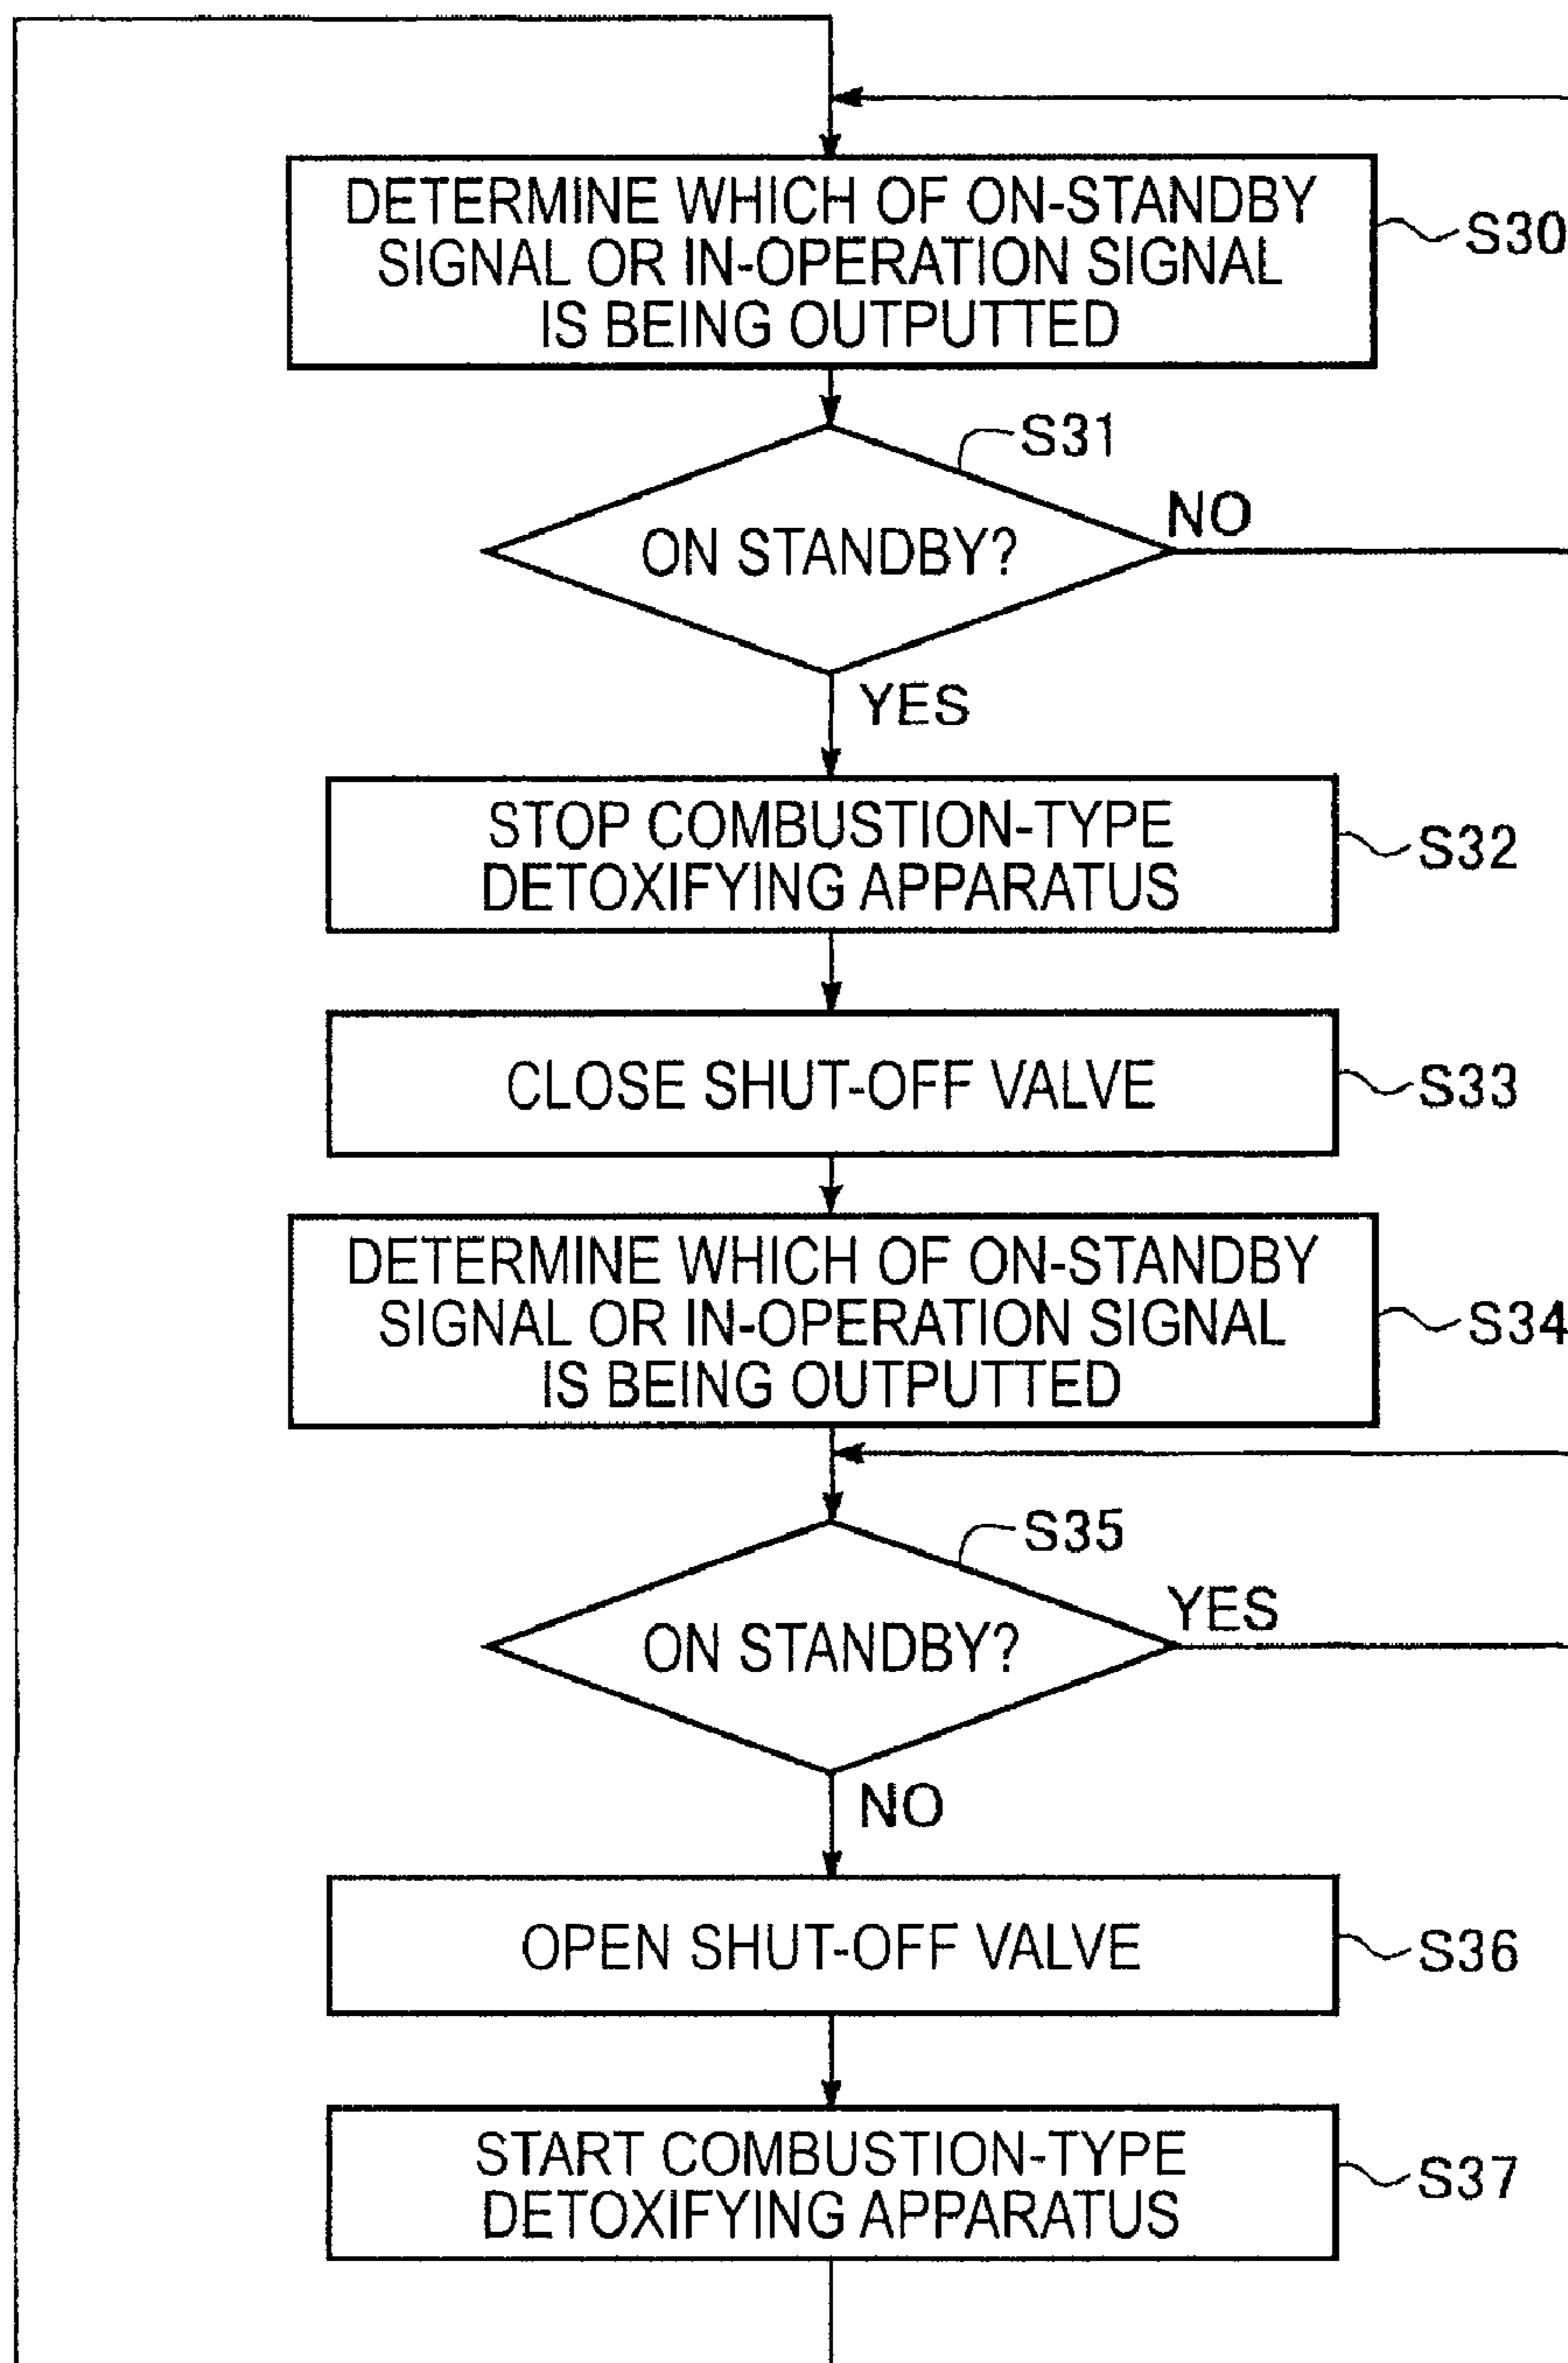 DETERMINE WHICH OF ON-STANDBY
SIGNAL OR IN-OPERATION SIGNAL
IS BEING OUTPUTTED
S30
S31
ON STANDBY?
NO
YES
STOP COMBUSTION-TYPE
DETOXIFYING APPARATUS
S32
CLOSE SHUT-OFF VALVE
S33
DETERMINE WHICH OF ON-STANDBY
SIGNAL OR IN-OPERATION SIGNAL
IS BEING OUTPUTTED
S34
S35
ON STANDBY?
YES
NO
OPEN SHUT-OFF VALVE
S36
START COMBUSTION-TYPE
DETOXIFYING APPARATUS
S37